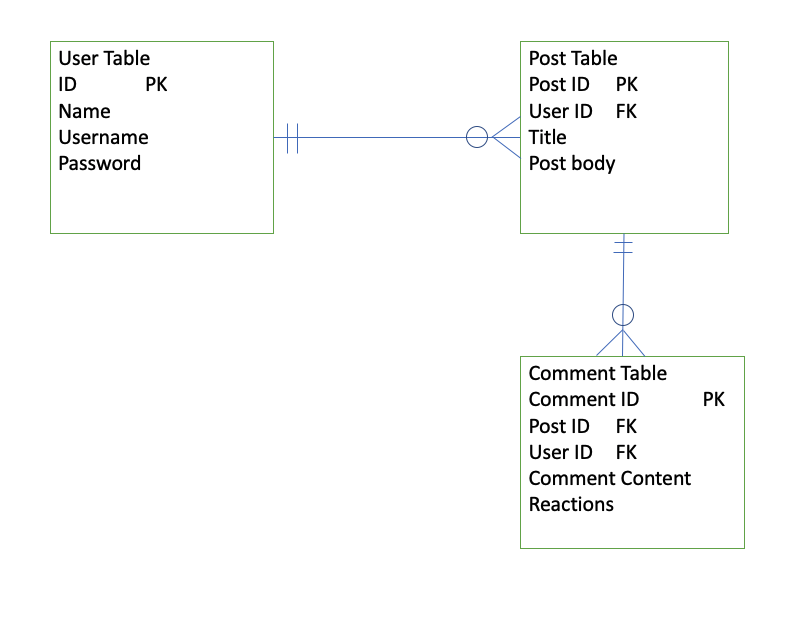 User Table
ID PK
Name
Username
Password
Post Table
Post ID PK
User ID FK
Title
Post body
Comment Table
Comment ID PK
Post ID FK
User ID FK
Comment Content
Reactions